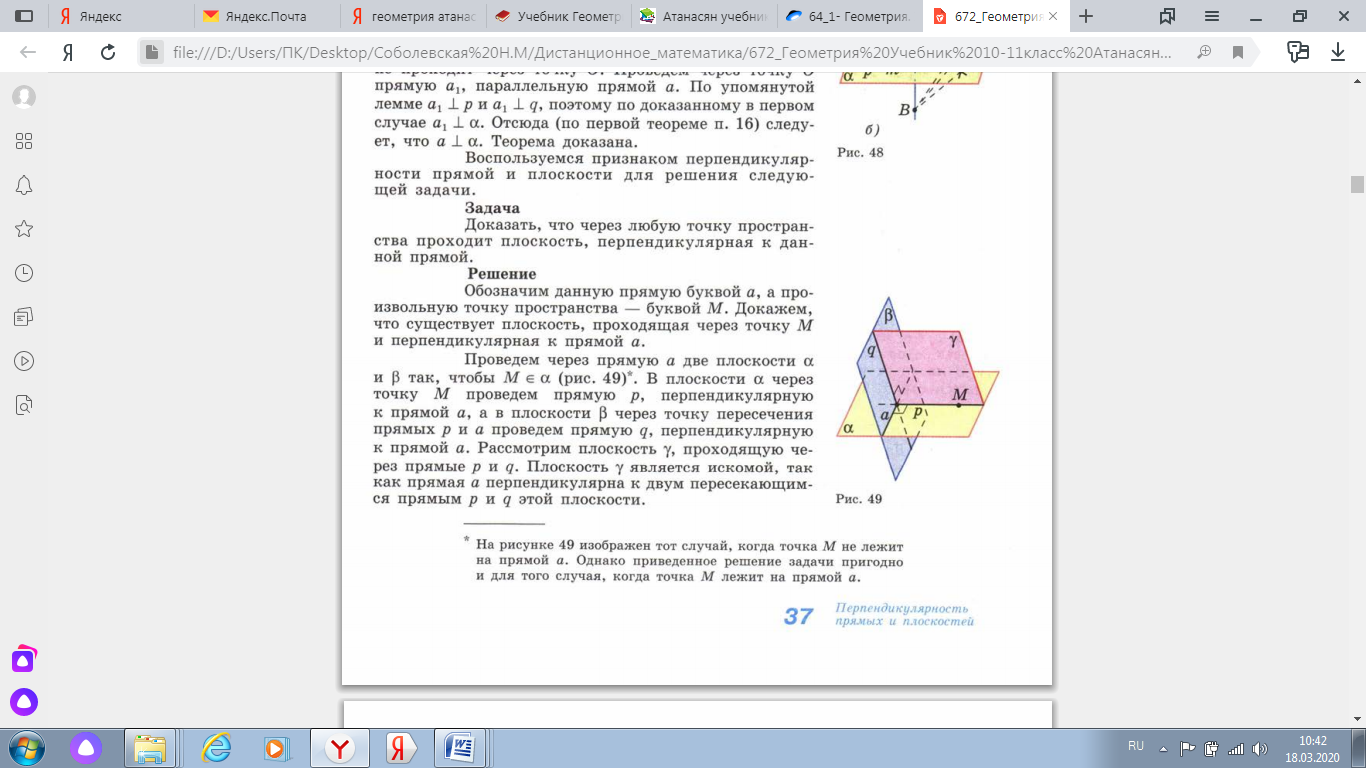 Яндекс
Яндекс.Почта
геометрия атанас
Учебник Геометр
Атанасян учебни
64_1- Геометрия.
672_Геометрия
file:///D:/Users/ПК/Desktop/Соболевская%20Н.М/Дистанционное_математика/672_Геометрия%20Учебник%2010-11класс%20Атанасян...
не проходит через точку O. Проведем через точку O
прямую a₁, параллельную прямой a. По упомянутой
лемме a₁ ⊥ p и a₁ ⊥ q, поэтому по доказанному в первом
случае a₁ ⊥ α. Отсюда (по первой теореме п. 16) следу-
ет, что a ⊥ α. Теорема доказана.
Воспользуемся признаком перпендикуляр-
ности прямой и плоскости для решения следую-
щей задачи.
Задача
Доказать, что через любую точку простран-
ства проходит плоскость, перпендикулярная к дан-
ной прямой.
Решение
Обозначим данную прямую буквой a, а про-
извольную точку пространства — буквой M. Докажем,
что существует плоскость, проходящая через точку M
и перпендикулярная к прямой a.
Проведем через прямую a две плоскости α
и β так, чтобы M ∈ α (рис. 49)*. В плоскости α через
точку M проведем прямую p, перпендикулярную
к прямой a, а в плоскости β через точку пересечения
прямых p и a проведем прямую q, перпендикулярную
к прямой a. Рассмотрим плоскость γ, проходящую че-
рез прямые p и q. Плоскость γ является искомой, так
как прямая a перпендикулярна к двум пересекающим-
ся прямым p и q этой плоскости.
α
B
б)
Рис. 48
β
γ
q
M
a
p
α
Рис. 49
* На рисунке 49 изображен тот случай, когда точка M не лежит
на прямой a. Однако приведенное решение задачи пригодно
и для того случая, когда точка M лежит на прямой a.
37
Перпендикулярность
прямых и плоскостей
RU
10:42
18.03.2020